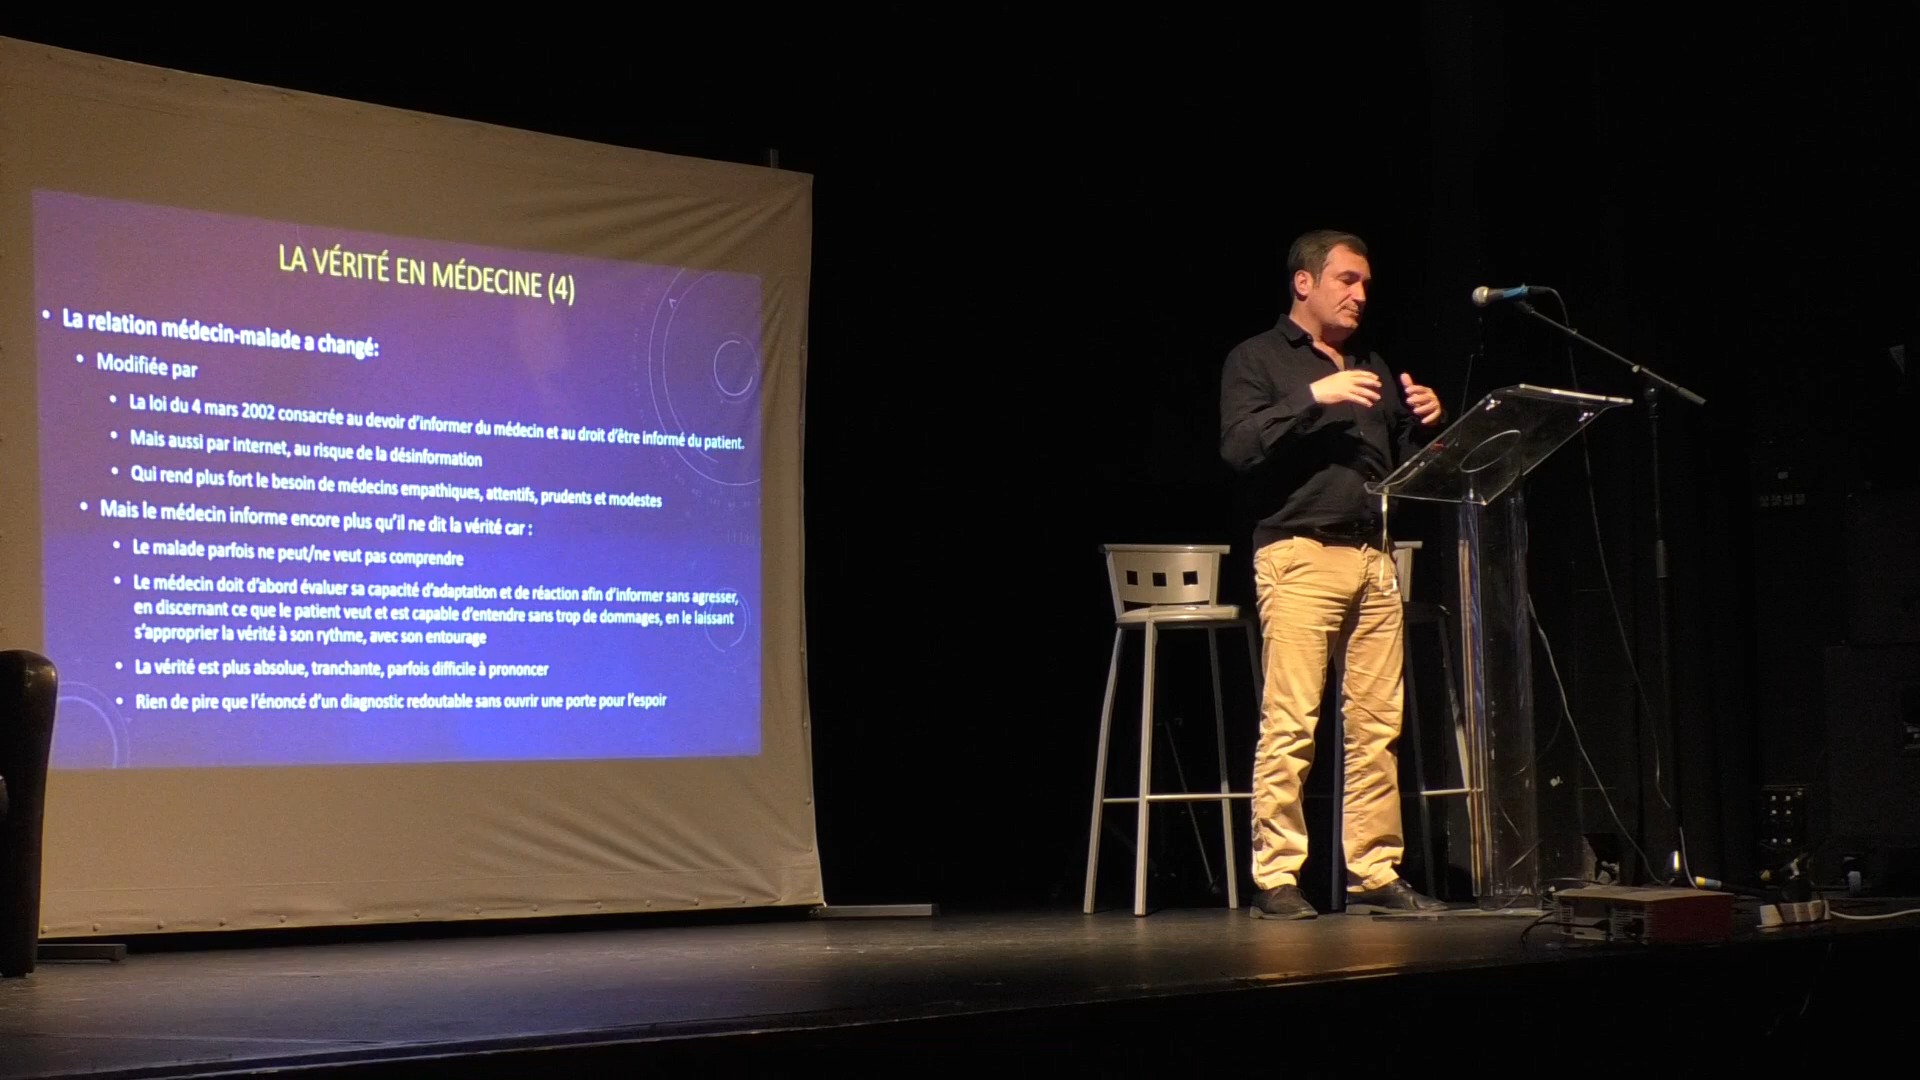 LA VÉRITÉ EN MÉDECINE (4)
• La relation médecin-malade a changé:
• Modifiée par
• La loi du 4 mars 2002 consacrée au devoir d'informer du médecin et au droit d'être informé du patient.
• Mais aussi par internet, au risque de la désinformation
• Qui rend plus fort le besoin de médecins empathiques, attentifs, prudents et modestes
• Mais le médecin informe encore plus qu'il ne dit la vérité car :
• Le malade parfois ne peut/ne veut pas comprendre
• Le médecin doit d'abord évaluer sa capacité d'adaptation et de réaction afin d'informer sans agresser,
en discernant ce que le patient veut et est capable d'entendre sans trop de dommages, en le laissant
s'approprier la vérité à son rythme, avec son entourage
• La vérité est plus absolue, tranchante, parfois difficile à prononcer
• Rien de pire que l'énoncé d'un diagnostic redoutable sans ouvrir une porte pour l'espoir